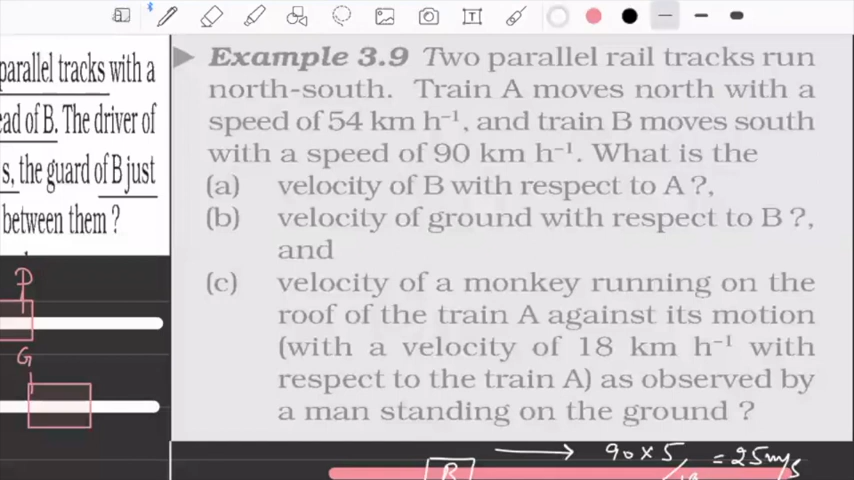 parallel tracks with a
ead of B. The driver of
s, the guard of B just
between them ?
Example 3.9 Two parallel rail tracks run
north-south. Train A moves north with a
speed of 54 km h⁻¹, and train B moves south
with a speed of 90 km h⁻¹. What is the
(a) velocity of B with respect to A ?,
(b) velocity of ground with respect to B ?,
and
(c) velocity of a monkey running on the
roof of the train A against its motion
(with a velocity of 18 km h⁻¹ with
respect to the train A) as observed by
a man standing on the ground ?
D
G
B 90 × 5/18 = 25 m/s